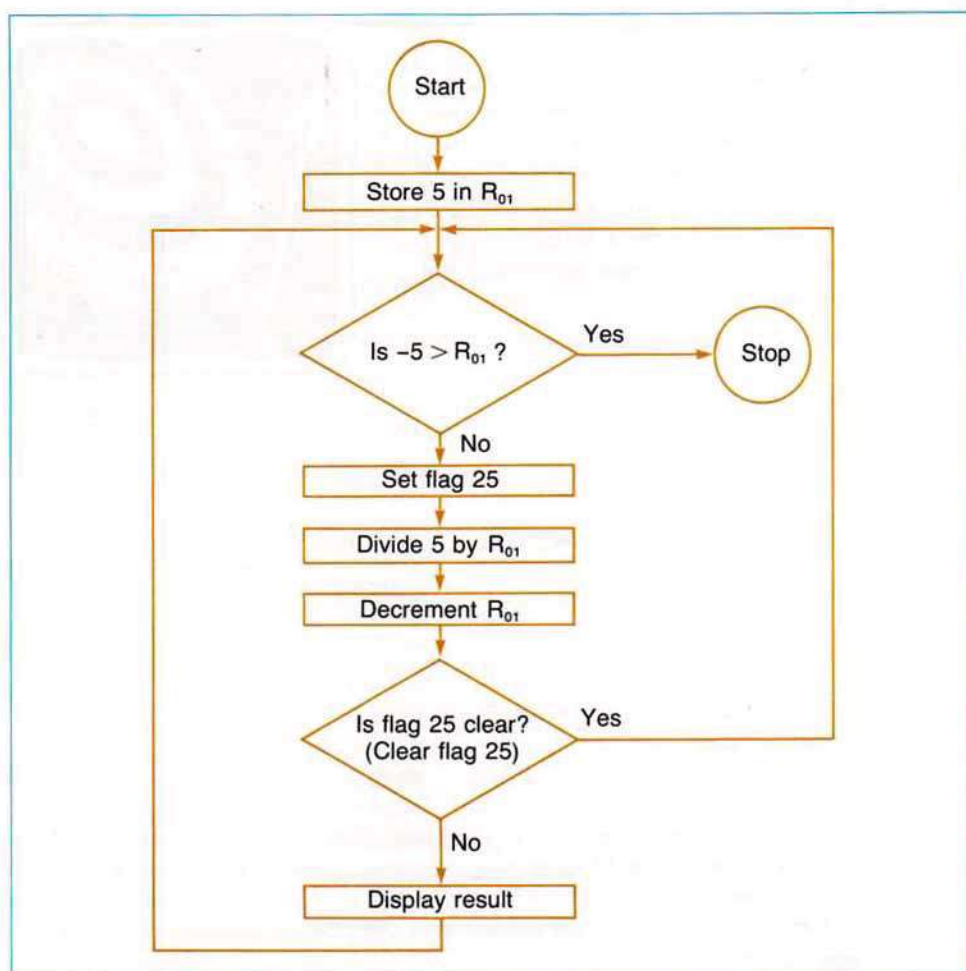 Start
Store 5 in R₀₁
Is –5 > R₀₁ ?
Yes
Stop
No
Set flag 25
Divide 5 by R₀₁
Decrement R₀₁
Is flag 25 clear?
(Clear flag 25)
Yes
No
Display result